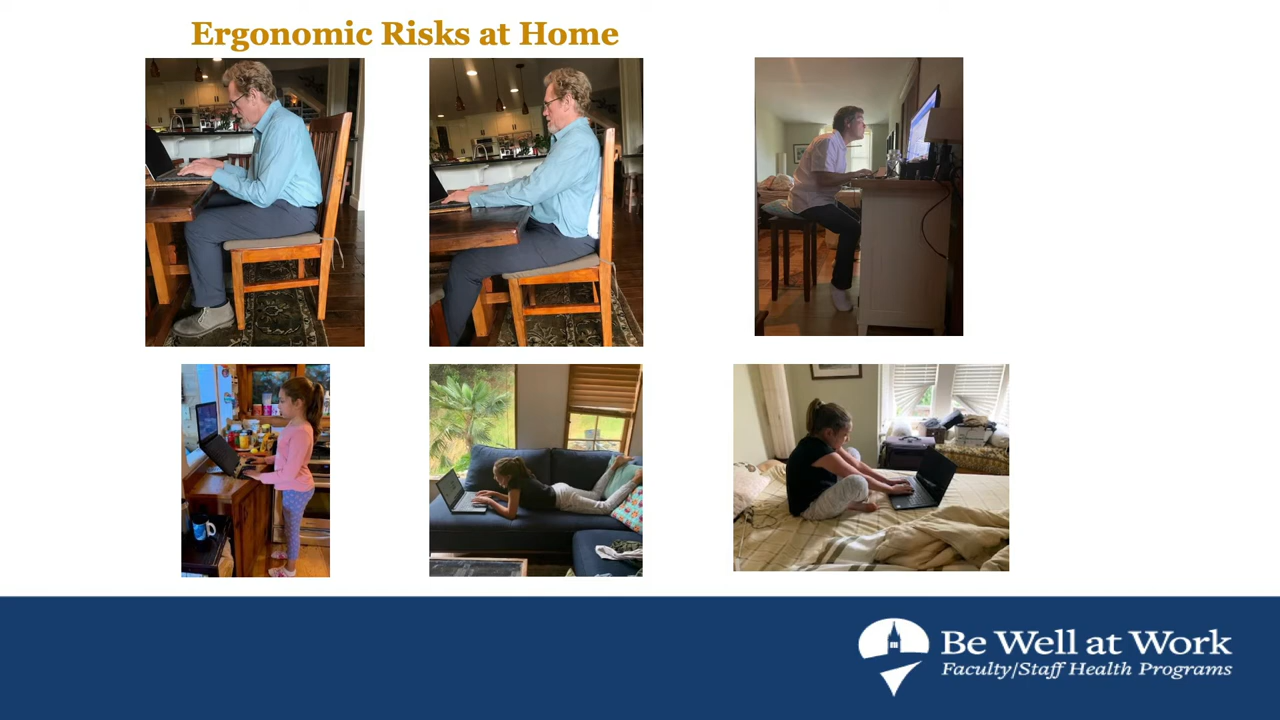 Ergonomic Risks at Home
Be Well at Work
Faculty/Staff Health Programs